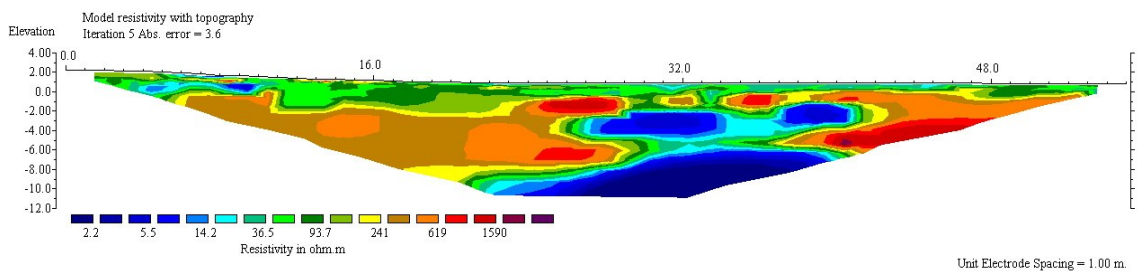 Model resistivity with topography
Elevation Iteration 5 Abs. error = 3.6
4.00 0.0
2.00 16.0 32.0 48.0
0.0
-2.00
-4.00
-6.00
-8.00
-10.0
-12.0
2.2 5.5 14.2 36.5 93.7 241 619 1590
Resistivity in ohm.m
Unit Electrode Spacing = 1.00 m.